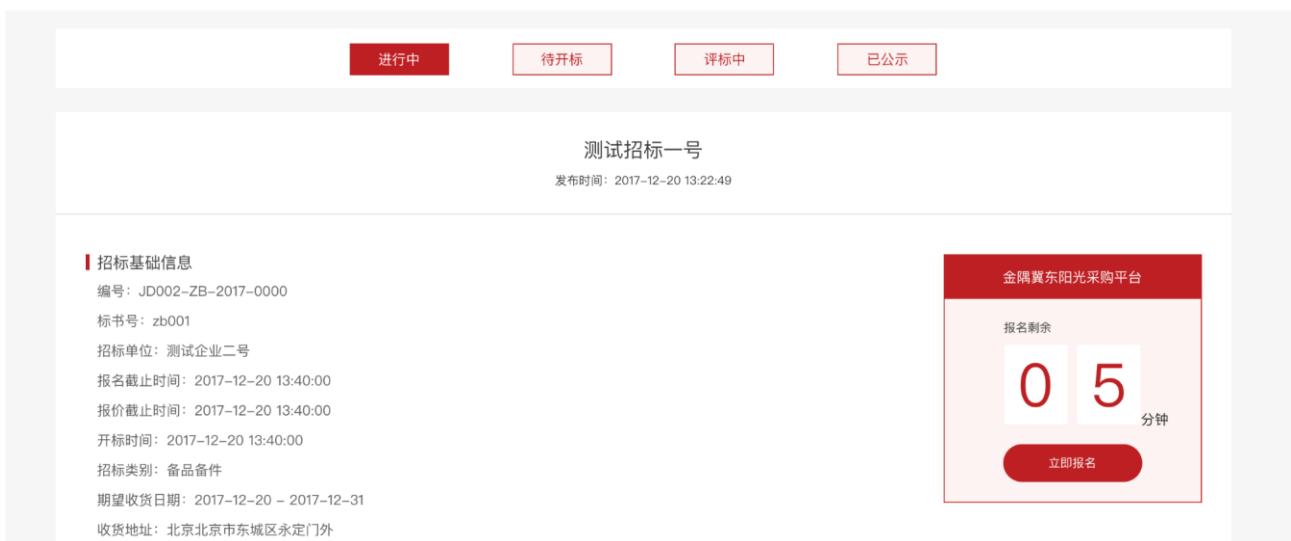 进行中 待开标 评标中 已公示
测试招标一号
发布时间：2017-12-20 13:22:49
招标基础信息
编号：JD002-ZB-2017-0000
标书号：zb001
招标单位：测试企业二号
报名截止时间：2017-12-20 13:40:00
报价截止时间：2017-12-20 13:40:00
开标时间：2017-12-20 13:40:00
招标类别：备品备件
期望收货日期：2017-12-20 - 2017-12-31
收货地址：北京北京市东城区永定门外
金隅冀东阳光采购平台
报名剩余
05分钟
立即报名